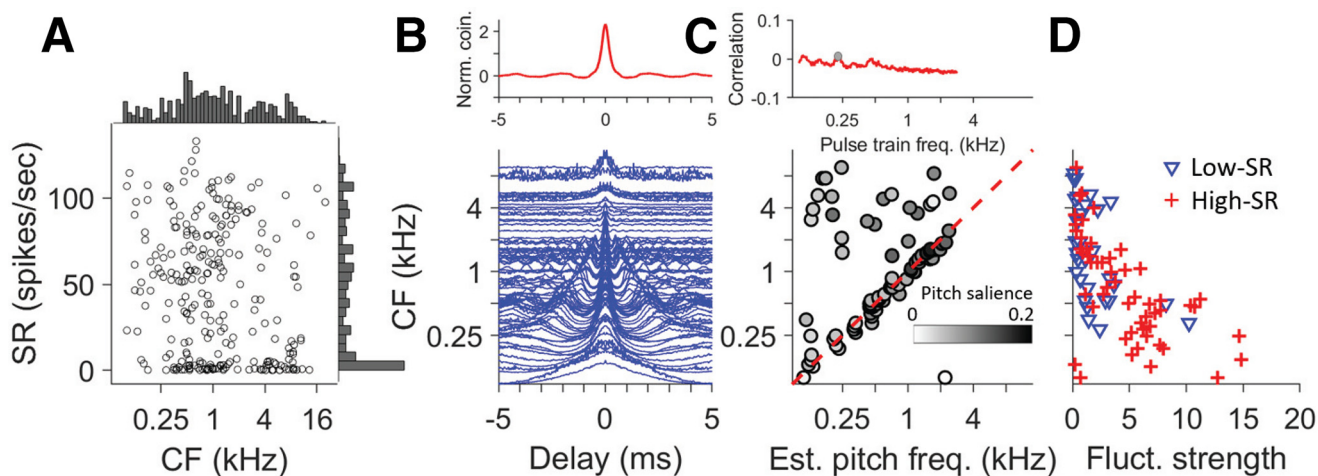 A
SR (spikes/sec)
100
50
0
0.25 1 4 16
CF (kHz)
B
Norm. coin.
2
0
-5 0 5
CF (kHz)
4
1
0.25
-5 0 5
Delay (ms)
C
Correlation
0.1
0
-0.1
0.25 1 4
Pulse train freq. (kHz)
4
1
0.25
Pitch salience
0 0.2
0.25 1 4
Est. pitch freq. (kHz)
D
Low-SR
High-SR
0 5 10 15 20
Fluct. strength